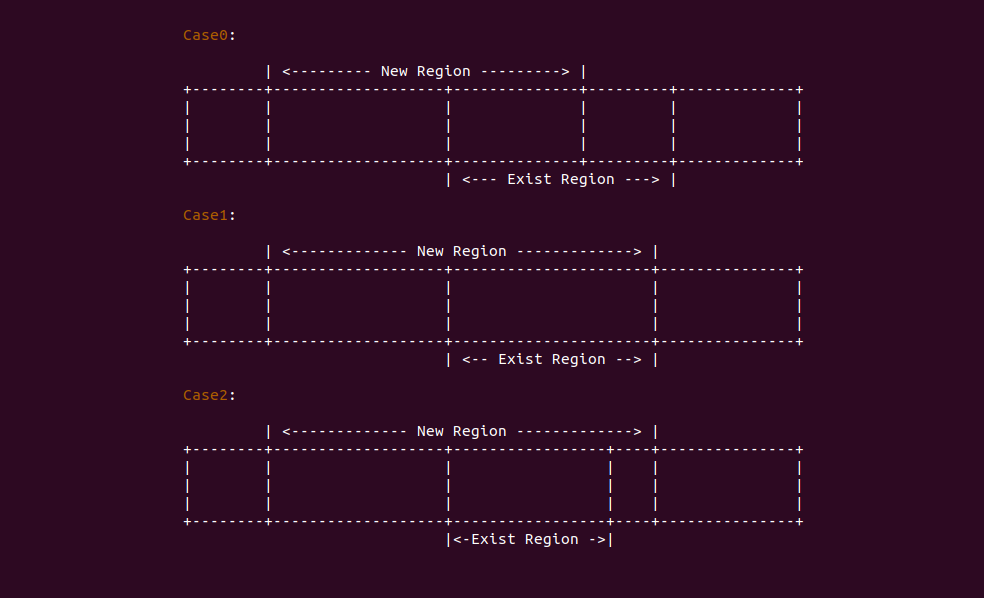 Case0:
| <--------- New Region ---------> |
+--------+-------------------+--------------+---------+-------------+
| | | | | |
| | | | | |
| | | | | |
+--------+-------------------+--------------+---------+-------------+
| <--- Exist Region ---> |
Case1:
| <------------- New Region -------------> |
+--------+-------------------+----------------------+---------------+
| | | | |
| | | | |
| | | | |
+--------+-------------------+----------------------+---------------+
| <-- Exist Region --> |
Case2:
| <------------- New Region -------------> |
+--------+-------------------+-----------------+----+---------------+
| | | | | |
| | | | | |
| | | | | |
+--------+-------------------+-----------------+----+---------------+
|<-Exist Region ->|